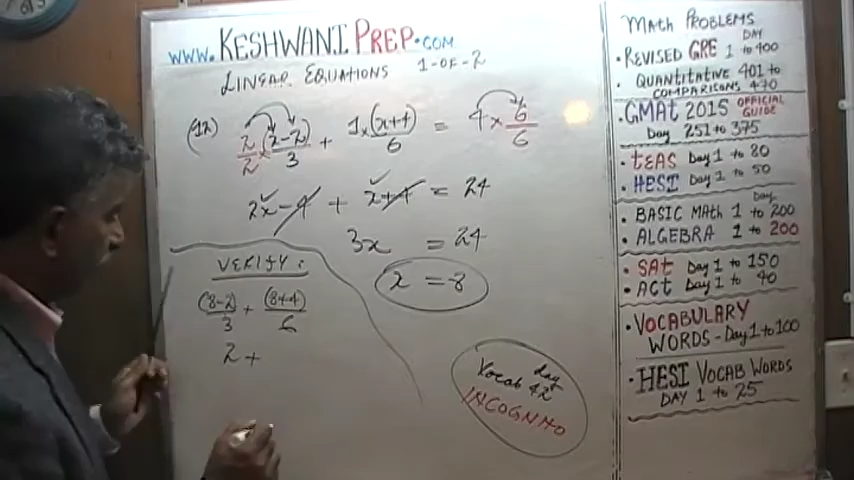 www.KESHWANIPREP.COM
LINEAR EQUATIONS 1-OF-2
(12) 2/2 × (x-2)/3 + 1×(x+4)/6 = 4 × 6/6
2x-4 + x+4 = 24
3x = 24
x = 8
VERIFY:
(8-2)/3 + (8+4)/6
2 +
Vocab day 42
INCOGNITO
MATH PROBLEMS
• REVISED GRE DAY 1 to 400
• QUANTITATIVE 401 to
COMPARISONS 470
• GMAT 2015 OFFICIAL GUIDE
Day 251 to 375
• TEAS Day 1 to 80
• HESI Day 1 to 50
• BASIC MATH Day 1 to 200
• ALGEBRA 1 to 200
• SAT Day 1 to 150
• ACT Day 1 to 40
• VOCABULARY
WORDS - Day 1 to 100
• HESI VOCAB WORDS
DAY 1 to 25